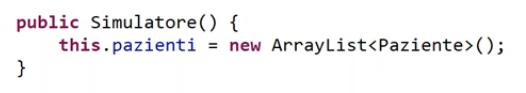 public Simulatore() {
    this.pazienti = new ArrayList<Paziente>();
}